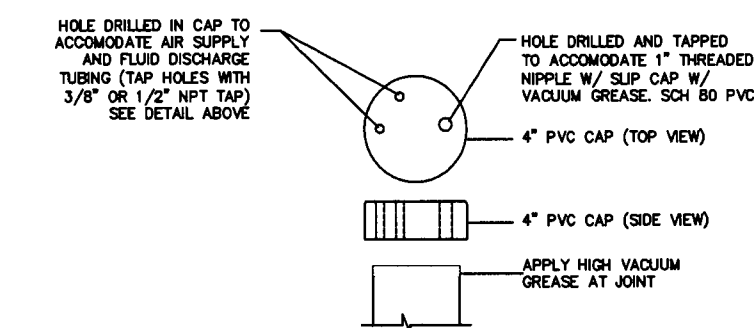 HOLE DRILLED IN CAP TO
ACCOMODATE AIR SUPPLY
AND FLUID DISCHARGE
TUBING (TAP HOLES WITH
3/8" OR 1/2" NPT TAP)
SEE DETAIL ABOVE
HOLE DRILLED AND TAPPED
TO ACCOMODATE 1" THREADED
NIPPLE W/ SLIP CAP W/
VACUUM GREASE. SCH 80 PVC
4" PVC CAP (TOP VIEW)
4" PVC CAP (SIDE VIEW)
APPLY HIGH VACUUM
GREASE AT JOINT